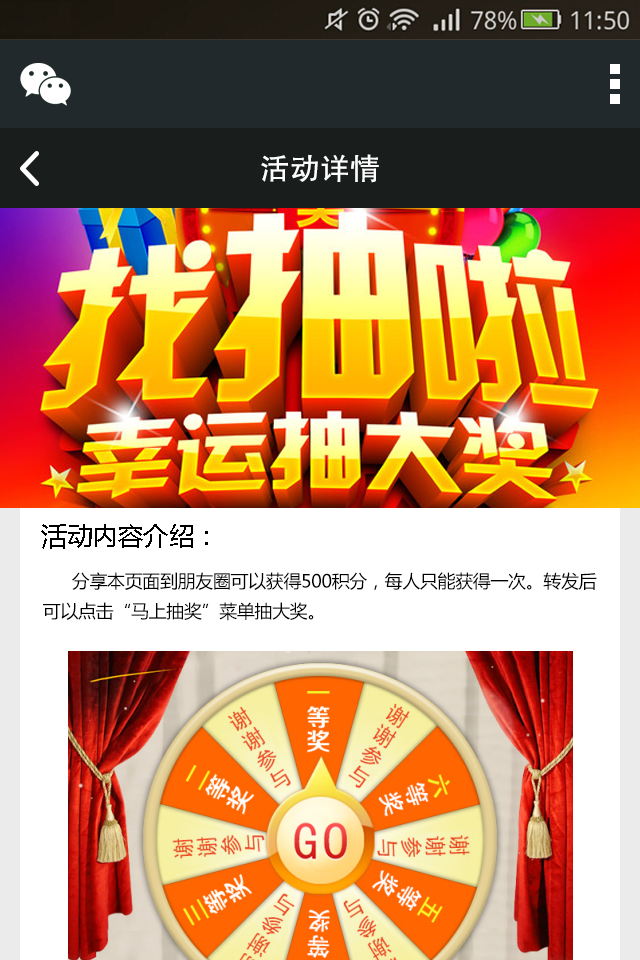 78% 11:50
活动详情
奖
找抽啦
幸运抽大奖
活动内容介绍：
分享本页面到朋友圈可以获得500积分，每人只能获得一次。转发后
可以点击“马上抽奖”菜单抽大奖。
一等奖
谢谢参与
六等奖
谢谢参与
五等奖
谢谢参与
等奖
谢参与
三等奖
谢谢参与
二等奖
谢谢参与
GO